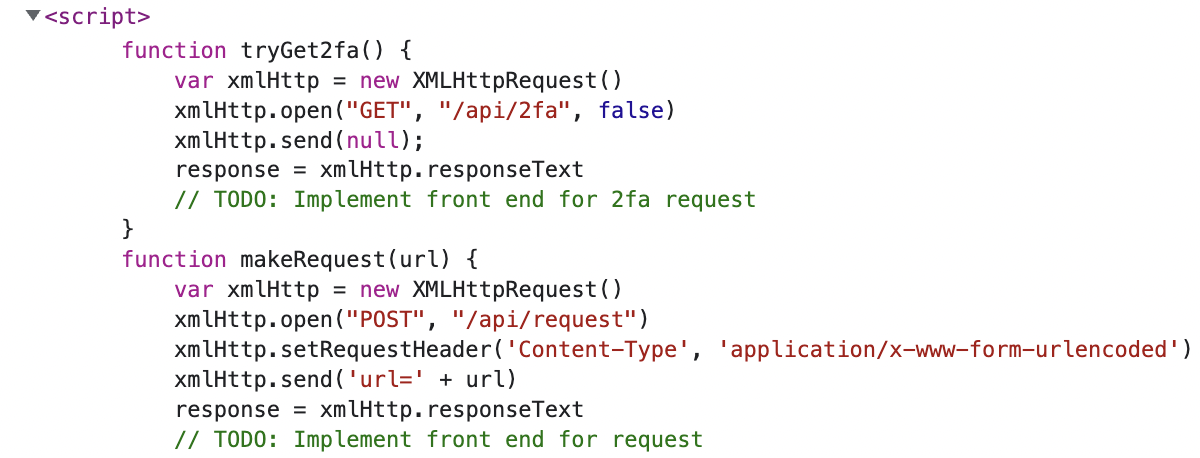 ▼<script>
function tryGet2fa() {
var xmlHttp = new XMLHttpRequest()
xmlHttp.open("GET", "/api/2fa", false)
xmlHttp.send(null);
response = xmlHttp.responseText
// TODO: Implement front end for 2fa request
}
function makeRequest(url) {
var xmlHttp = new XMLHttpRequest()
xmlHttp.open("POST", "/api/request")
xmlHttp.setRequestHeader('Content-Type', 'application/x-www-form-urlencoded')
xmlHttp.send('url=' + url)
response = xmlHttp.responseText
// TODO: Implement front end for request